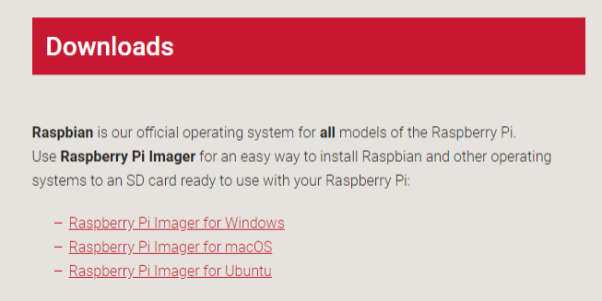 Downloads
Raspbian is our official operating system for all models of the Raspberry Pi.
Use Raspberry Pi Imager for an easy way to install Raspbian and other operating
systems to an SD card ready to use with your Raspberry Pi:
– Raspberry Pi Imager for Windows
– Raspberry Pi Imager for macOS
– Raspberry Pi Imager for Ubuntu